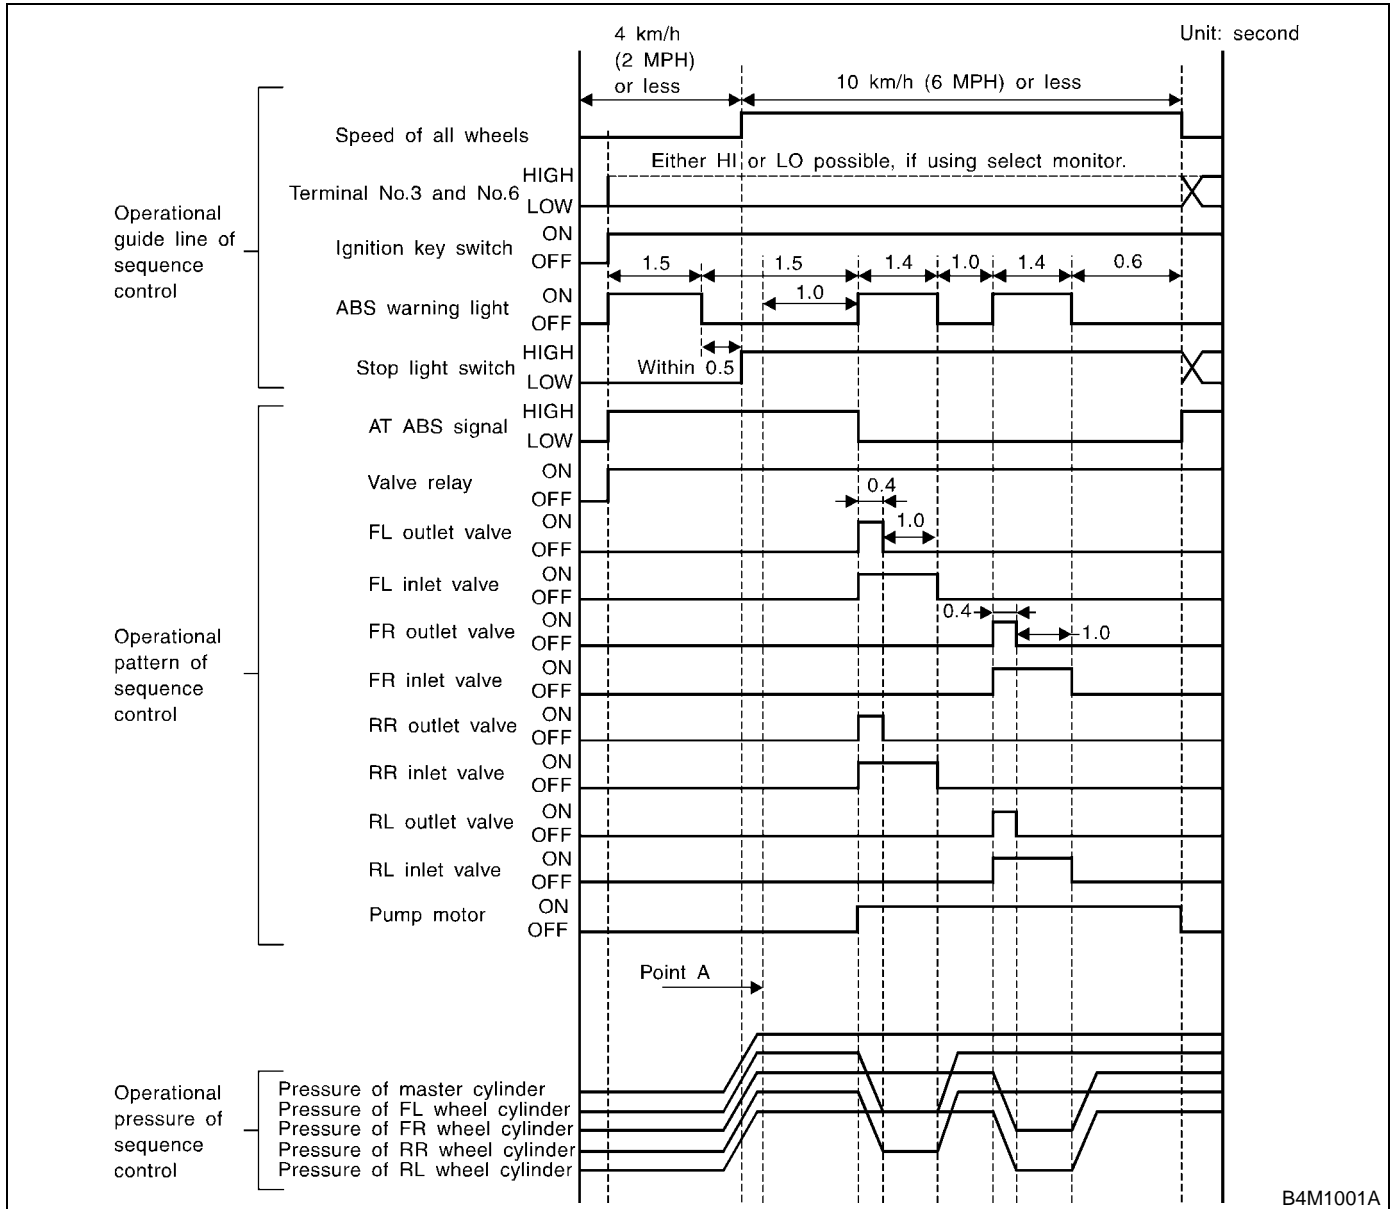 4 km/h
(2 MPH)
or less
Unit: second
10 km/h (6 MPH) or less
Operational
guide line of
sequence
control
Speed of all wheels
Either HI or LO possible, if using select monitor.
Terminal No.3 and No.6
HIGH
LOW
Ignition key switch
ON
OFF
1.5
1.5
1.4
1.0
1.4
0.6
1.0
ABS warning light
ON
OFF
Stop light switch
HIGH
LOW
Within 0.5
Operational
pattern of
sequence
control
AT ABS signal
HIGH
LOW
Valve relay
ON
OFF
0.4
FL outlet valve
ON
OFF
1.0
FL inlet valve
ON
OFF
0.4
FR outlet valve
ON
OFF
1.0
FR inlet valve
ON
OFF
RR outlet valve
ON
OFF
RR inlet valve
ON
OFF
RL outlet valve
ON
OFF
RL inlet valve
ON
OFF
Pump motor
ON
OFF
Point A
Operational
pressure of
sequence
control
Pressure of master cylinder
Pressure of FL wheel cylinder
Pressure of FR wheel cylinder
Pressure of RR wheel cylinder
Pressure of RL wheel cylinder
B4M1001A